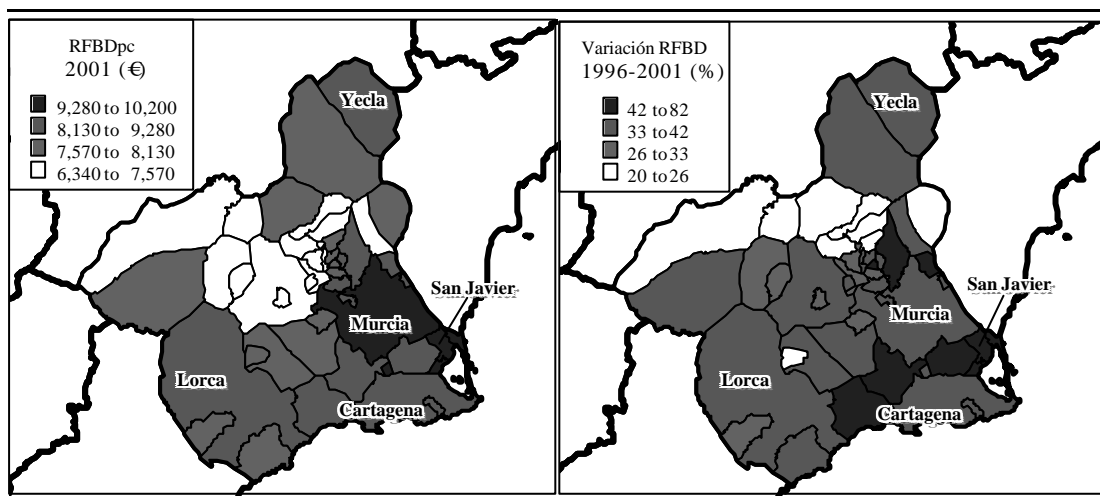 RFBDpc
2001 (€)
9,280 to 10,200
8,130 to 9,280
7,570 to 8,130
6,340 to 7,570
Yecla
San Javier
Murcia
Lorca
Cartagena
Variación RFBD
1996-2001 (%)
42 to 82
33 to 42
26 to 33
20 to 26
Yecla
San Javier
Murcia
Lorca
Cartagena